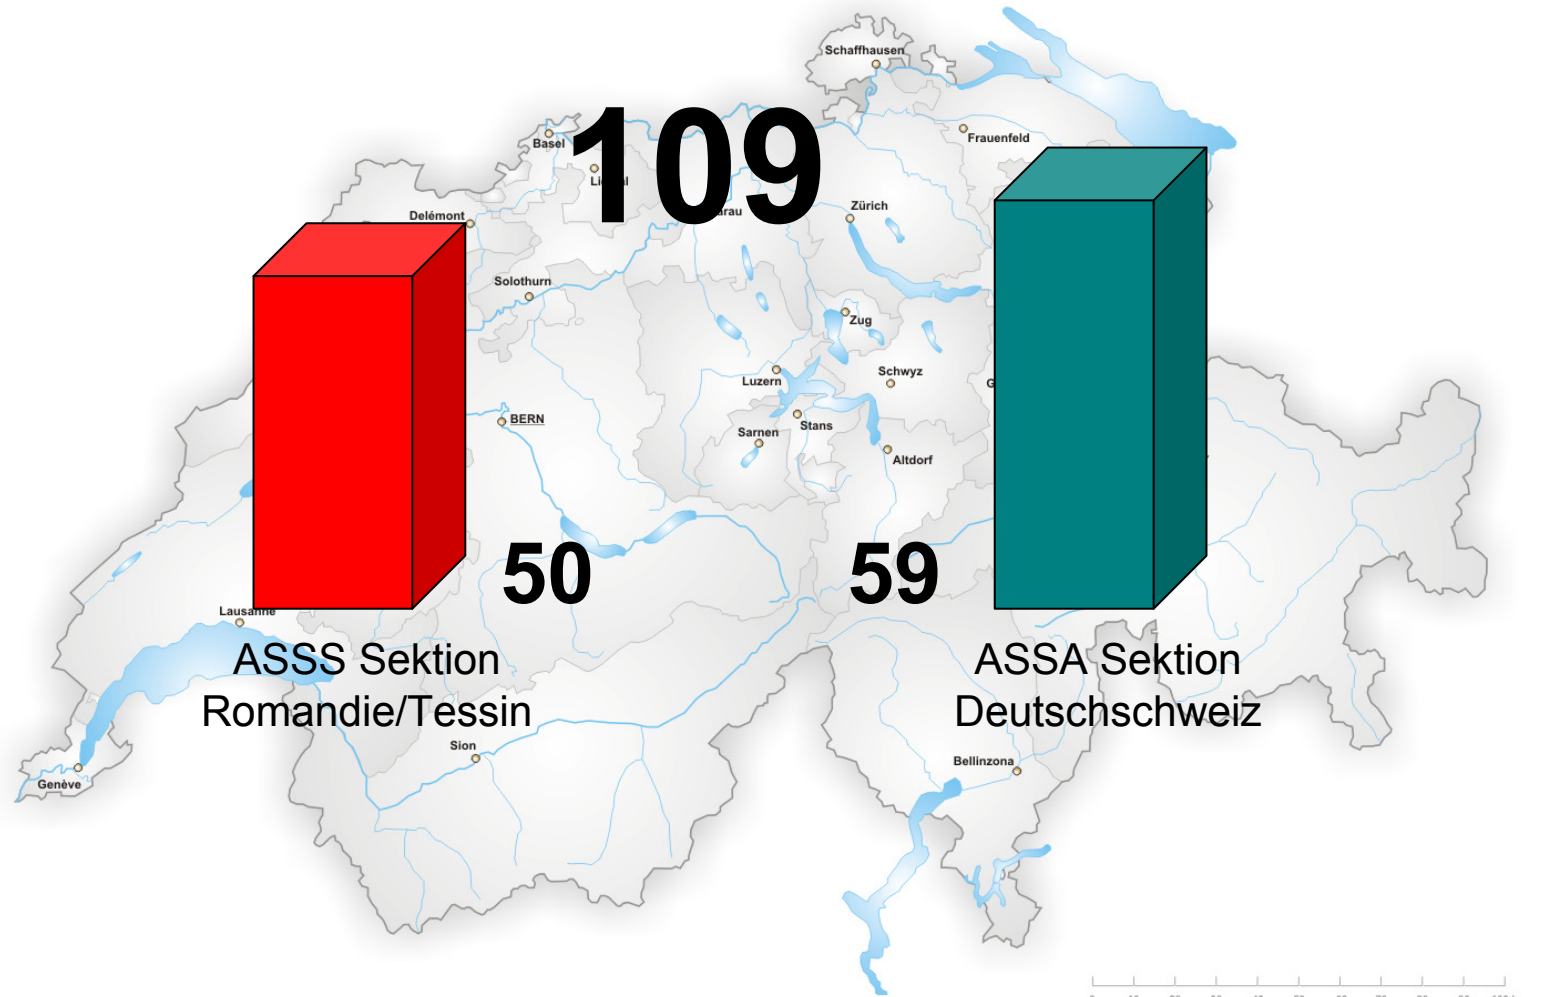 Schaffhausen
109
Basel
Frauenfeld
Delémont
Zürich
Solothurn
Zug
Luzern
Schwyz
BERN
Stans
Sarnen
Altdorf
50
59
Lausanne
ASSS Sektion
Romandie/Tessin
ASSA Sektion
Deutschschweiz
Sion
Bellinzona
Genève